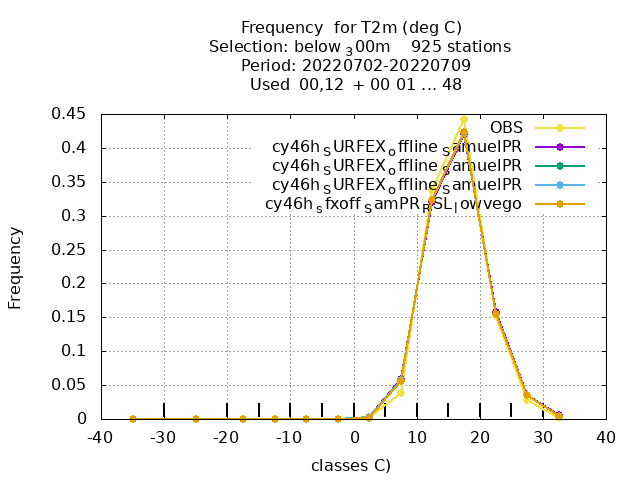 Frequency  for T2m (deg C)
Selection: below 300m    925 stations
Period: 20220702-20220709
Used  00,12  + 00 01 ... 48
0.45
0.4
0.35
0.3
0.25
0.2
0.15
0.1
0.05
0
Frequency
OBS
cy46h_SURFEX_offline_SamuelPR
cy46h_SURFEX_offline_SamuelPR
cy46h_SURFEX_offline_SamuelPR
cy46h_sfxoff_SamPR_RSL_lowvego
-40 -30 -20 -10 0 10 20 30 40
classes C)